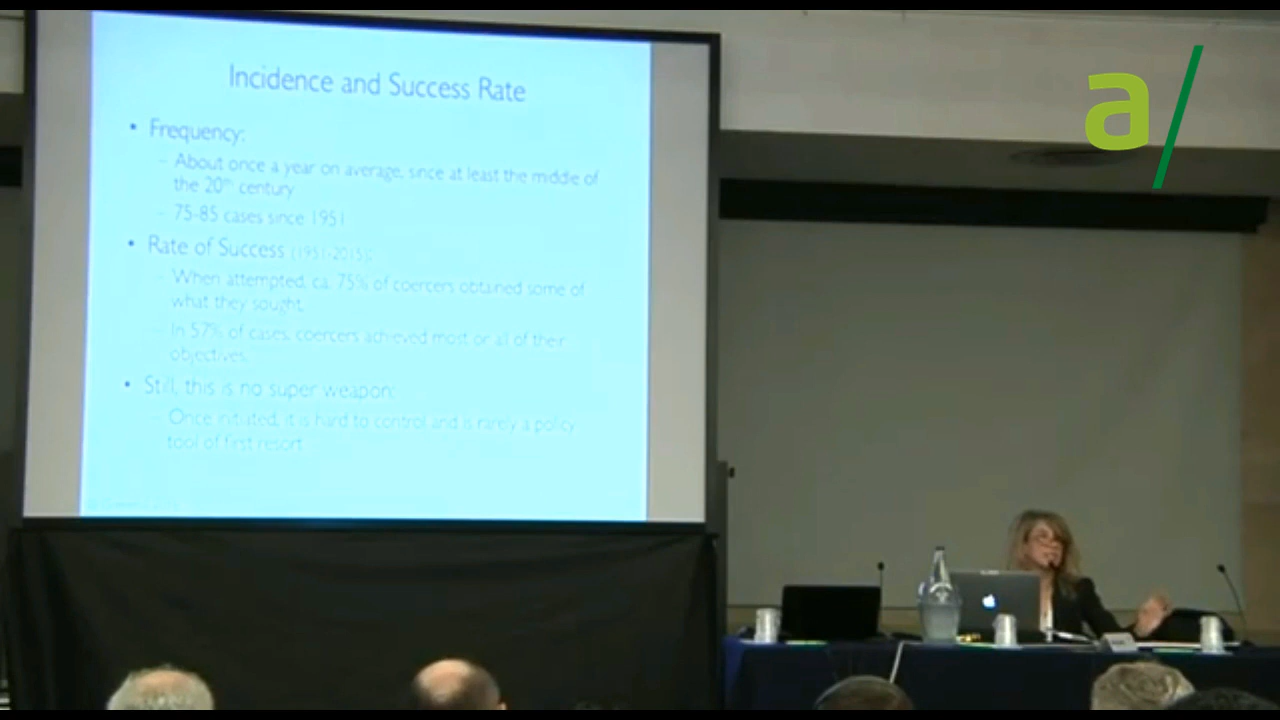 a/
Incidence and Success Rate
• Frequency:
– About once a year on average, since at least the middle of
the 20th century
– 75-85 cases since 1951
• Rate of Success (1951-2015):
– When attempted, ca. 75% of coercers obtained some of
what they sought.
– In 57% of cases, coercers achieved most or all of their
objectives.
• Still, this is no super weapon:
– Once initiated, it is hard to control and is rarely a policy
tool of first resort